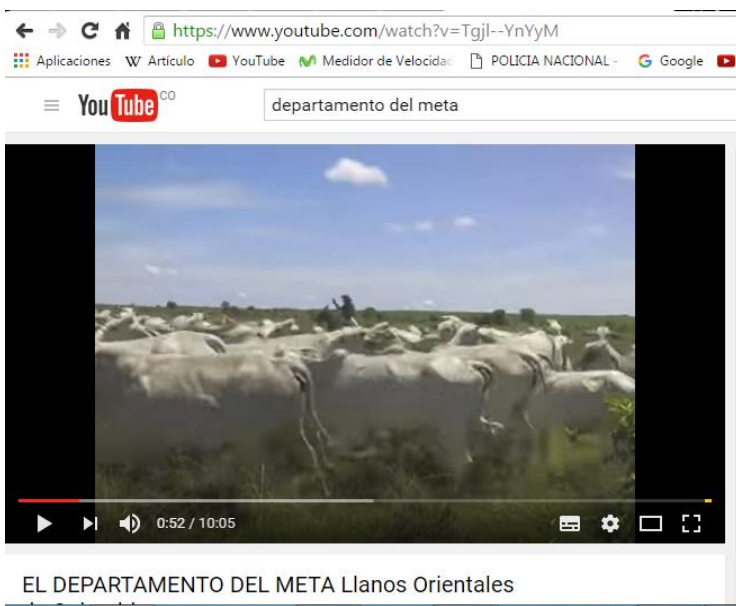 https://www.youtube.com/watch?v=Tgjl--YnYyM
Aplicaciones W Artículo YouTube Medidor de Velocidad POLICIA NACIONAL - G Google
YouTube CO
departamento del meta
0:52 / 10:05
EL DEPARTAMENTO DEL META Llanos Orientales